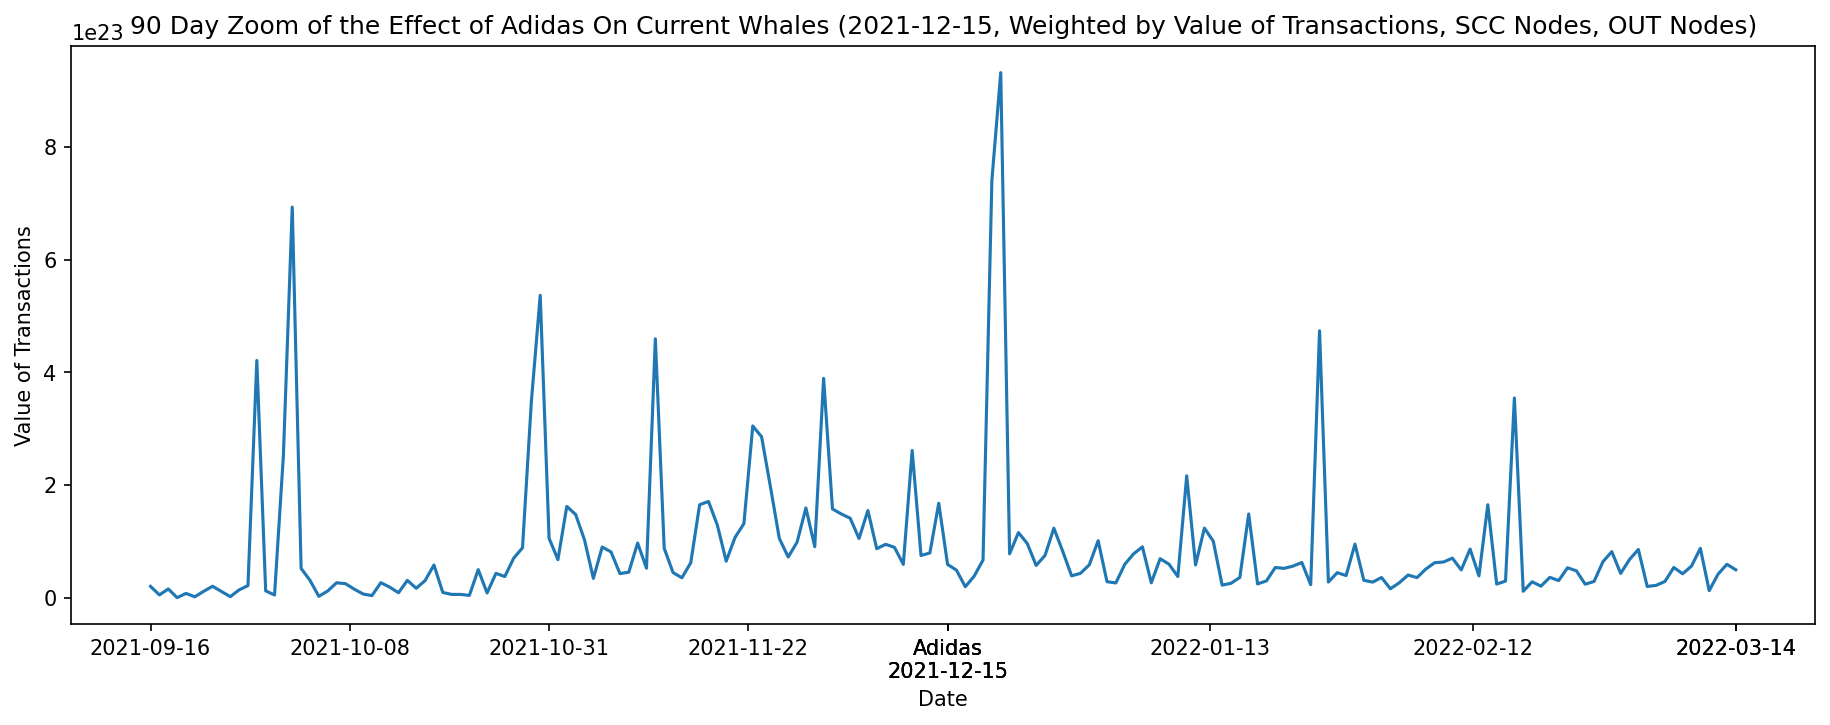 90 Day Zoom of the Effect of Adidas On Current Whales (2021-12-15, Weighted by Value of Transactions, SCC Nodes, OUT Nodes)
1e23
8
6
4
2
0
Value of Transactions
2021-09-16
2021-10-08
2021-10-31
2021-11-22
Adidas
2021-12-15
2022-01-13
2022-02-12
2022-03-14
Date